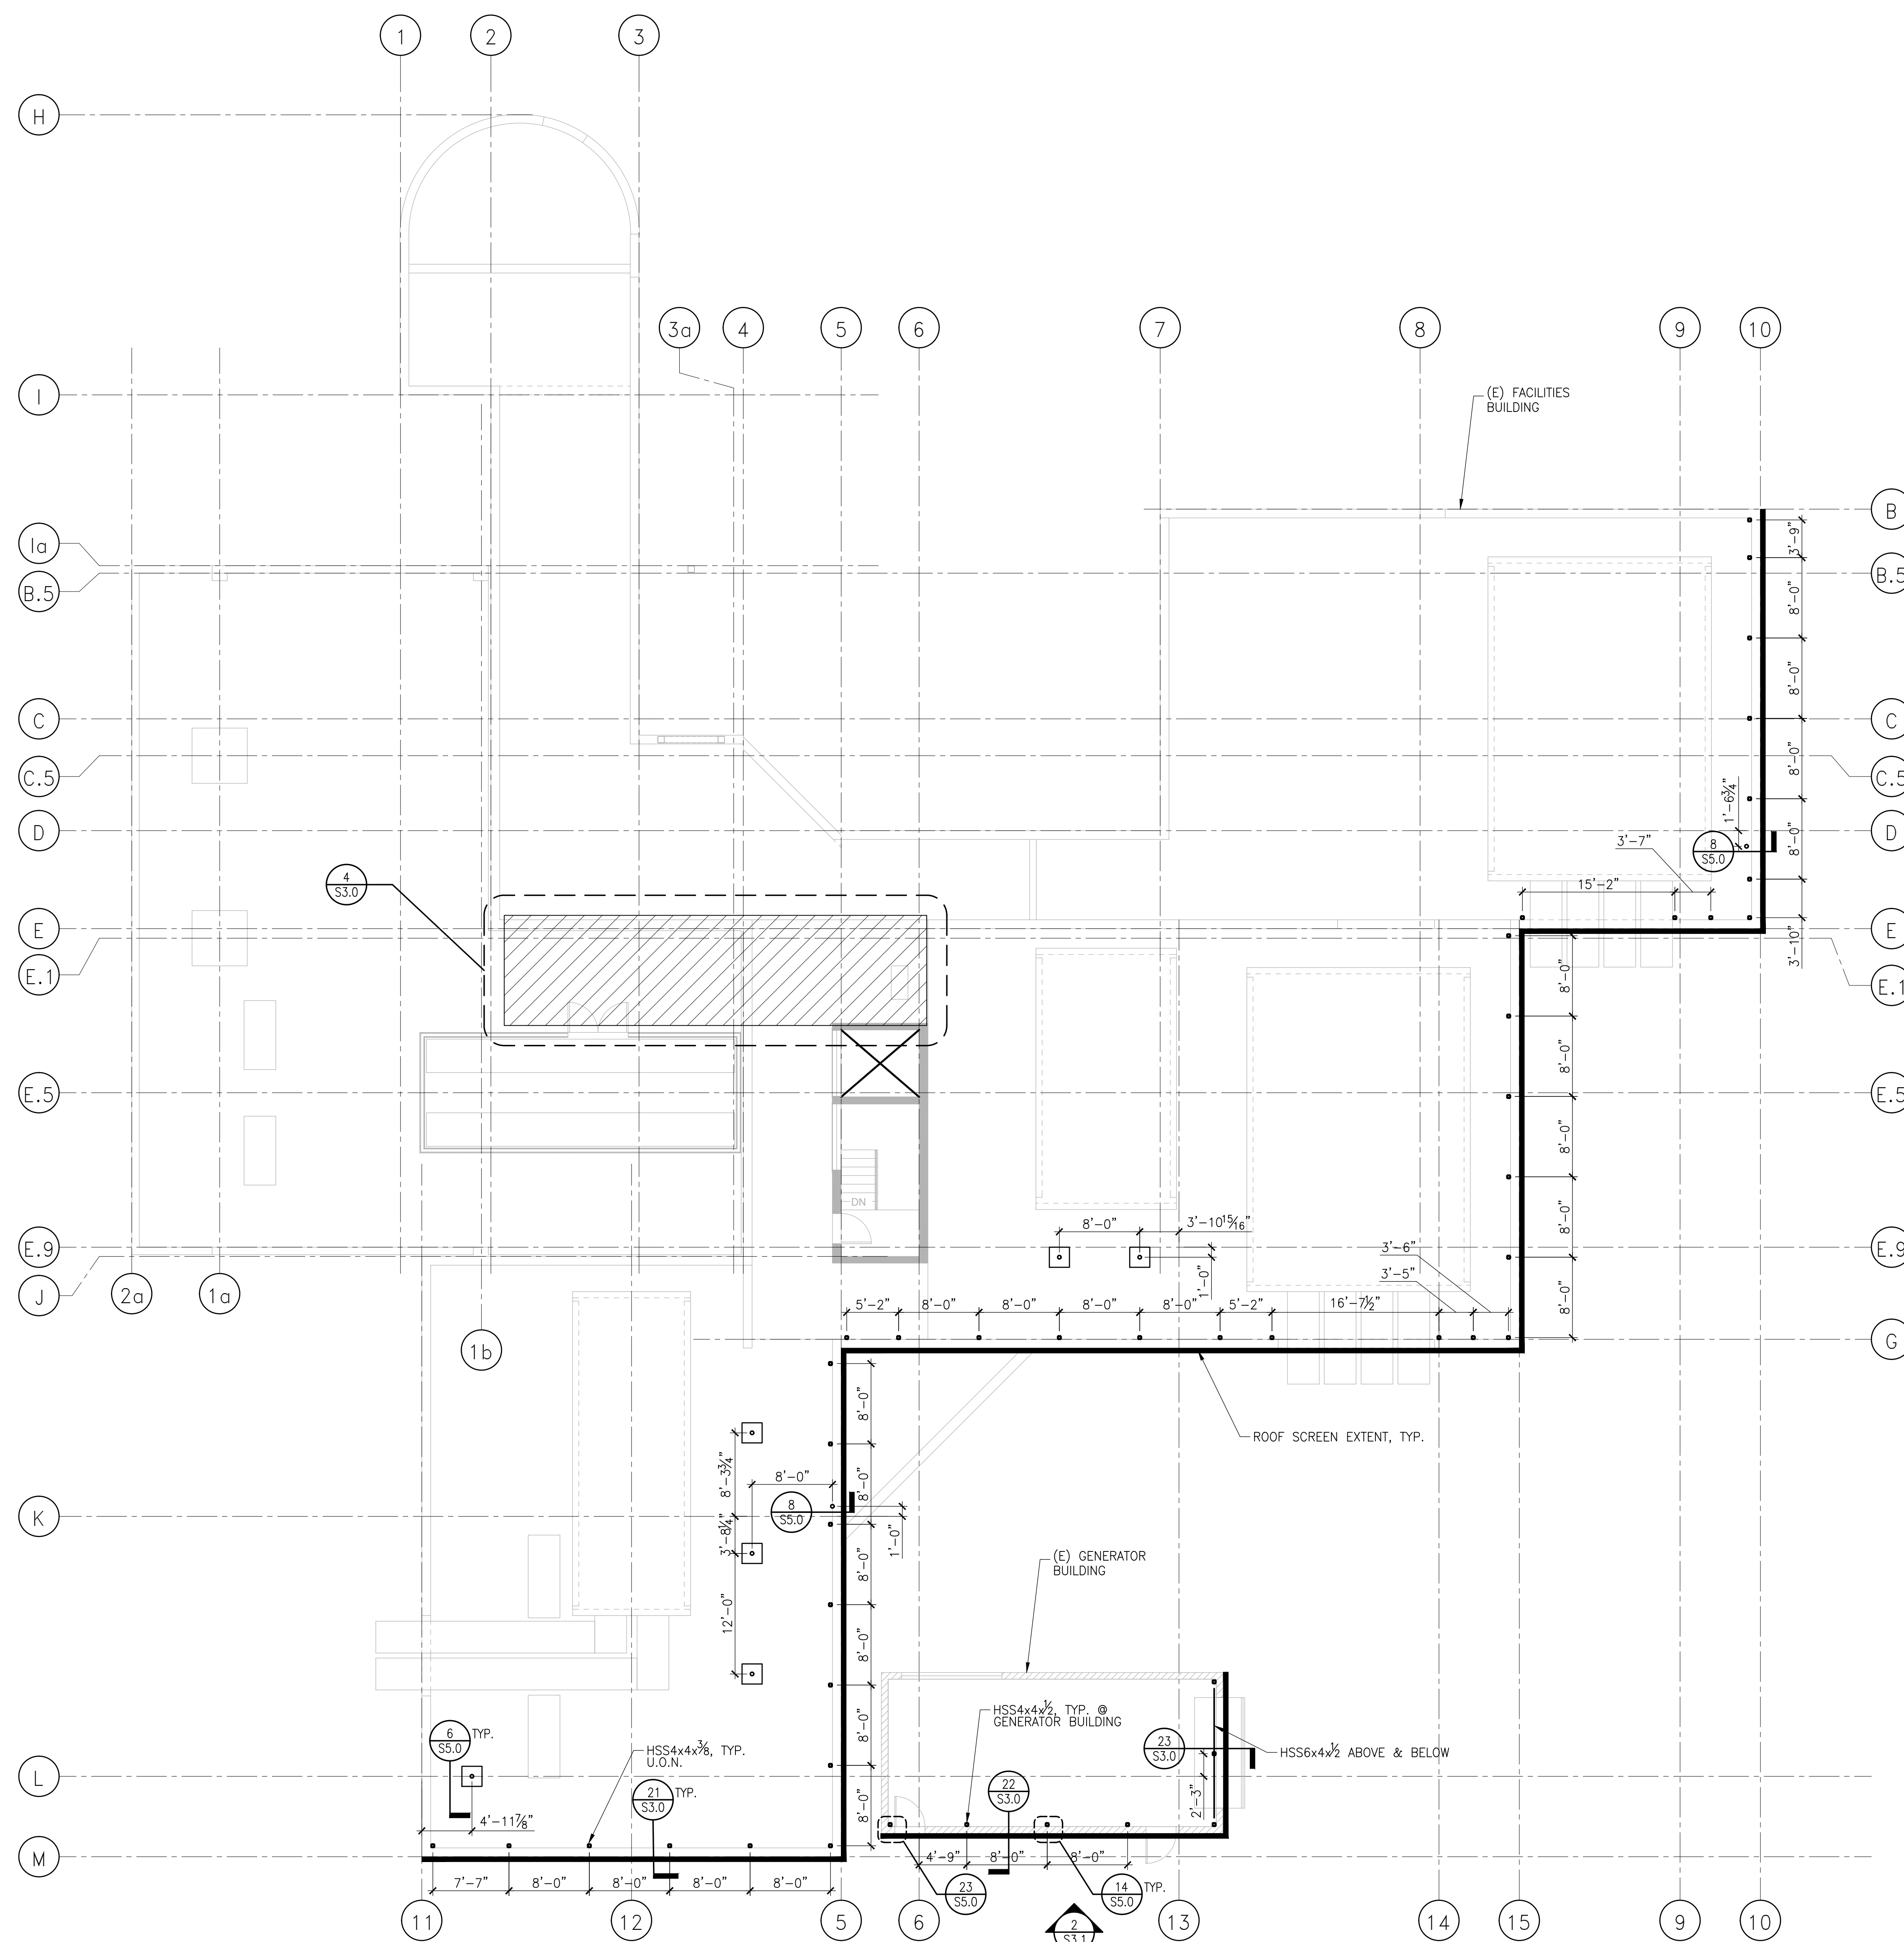 1
2
3
H
3a
4
5
6
7
8
9
10
I
(E) FACILITIES
BUILDING
B
3'-9"
Ia
B.5
B.5
8'-0"
8'-0"
C
C
8'-0"
C.5
C.5
1'-6¾"
D
D
8'-0"
3'-7"
8
S5.0
4
S3.0
15'-2"
E
E
3'-10"
E.1
E.1
8'-0"
8'-0"
E.5
E.5
8'-0"
DN
8'-0"
8'-0"
3'-10 15/16"
E.9
E.9
3'-6"
3'-5"
1'-0"
8'-0"
J
2a
1a
5'-2"
8'-0"
8'-0"
8'-0"
8'-0"
5'-2"
16'-7½"
1b
G
8'-0"
ROOF SCREEN EXTENT, TYP.
8'-3¾"
8'-0"
8'-0"
8
S5.0
K
3'-8¼"
1'-0"
8'-0"
(E) GENERATOR
BUILDING
12'-0"
8'-0"
8'-0"
HSS4x4x½, TYP. @
GENERATOR BUILDING
6
S5.0
TYP.
HSS4x4x⅜, TYP.
U.O.N.
23
S3.0
HSS6x4x½ ABOVE & BELOW
L
21
S3.0
TYP.
22
S3.0
2'-3"
8'-0"
4'-11⅞"
M
4'-9"
8'-0"
8'-0"
7'-7"
8'-0"
8'-0"
8'-0"
8'-0"
23
S5.0
14
S5.0
TYP.
11
12
5
6
2
S3.1
13
14
15
9
10